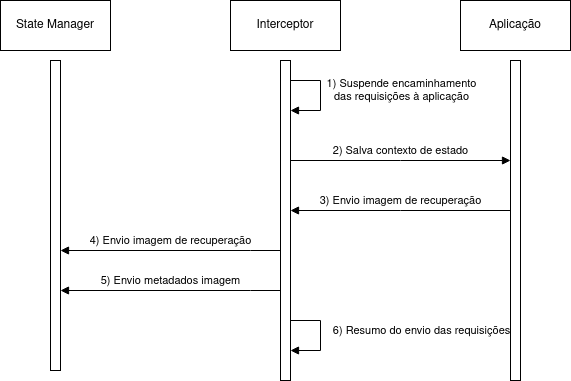 State Manager
Interceptor
Aplicação
1) Suspende encaminhamento
das requisições à aplicação
2) Salva contexto de estado
3) Envio imagem de recuperação
4) Envio imagem de recuperação
5) Envio metadados imagem
6) Resumo do envio das requisições